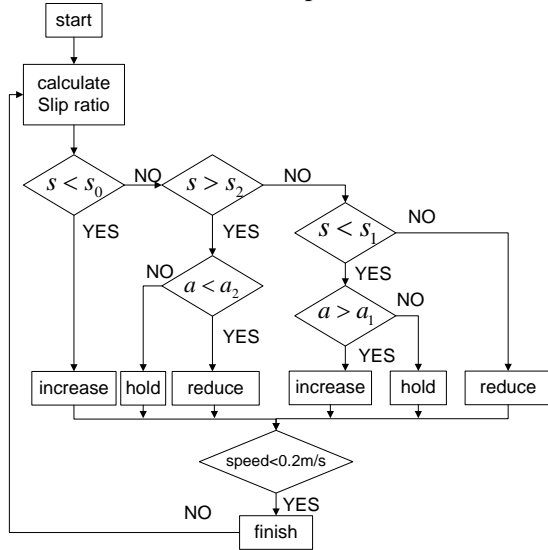 start
calculate
Slip ratio
s < s₀
NO
s > s₂
NO
YES
YES
s < s₁
NO
NO
a < a₂
YES
a > a₁
NO
YES
YES
increase
hold
reduce
increase
hold
reduce
speed<0.2m/s
YES
NO
finish